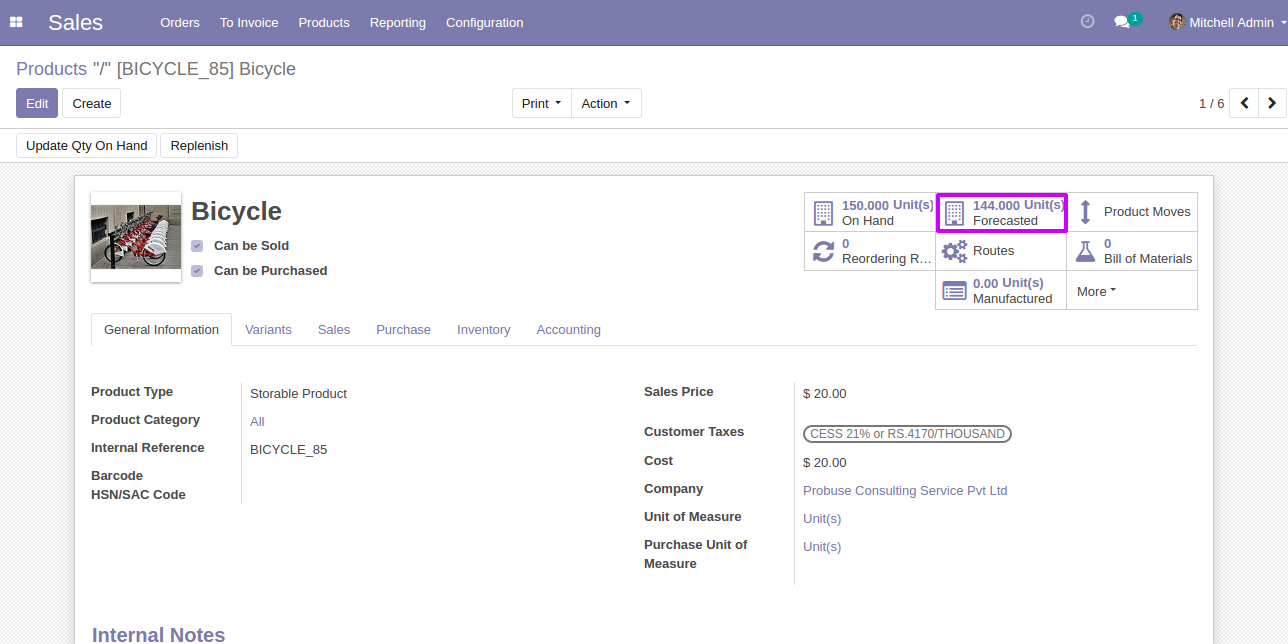 Sales
Orders
To Invoice
Products
Reporting
Configuration
1
Mitchell Admin
Products "/" [BICYCLE_85] Bicycle
Edit
Create
Print
Action
1 / 6
Update Qty On Hand
Replenish
Bicycle
Can be Sold
Can be Purchased
150.000 Unit(s)
On Hand
144.000 Unit(s)
Forecasted
Product Moves
0
Reordering R...
Routes
0
Bill of Materials
0.00 Unit(s)
Manufactured
More
General Information
Variants
Sales
Purchase
Inventory
Accounting
Product Type
Storable Product
Product Category
All
Internal Reference
BICYCLE_85
Barcode
HSN/SAC Code
Sales Price
$ 20.00
Customer Taxes
CESS 21% or RS.4170/THOUSAND
Cost
$ 20.00
Company
Probuse Consulting Service Pvt Ltd
Unit of Measure
Unit(s)
Purchase Unit of
Measure
Unit(s)
Internal Notes